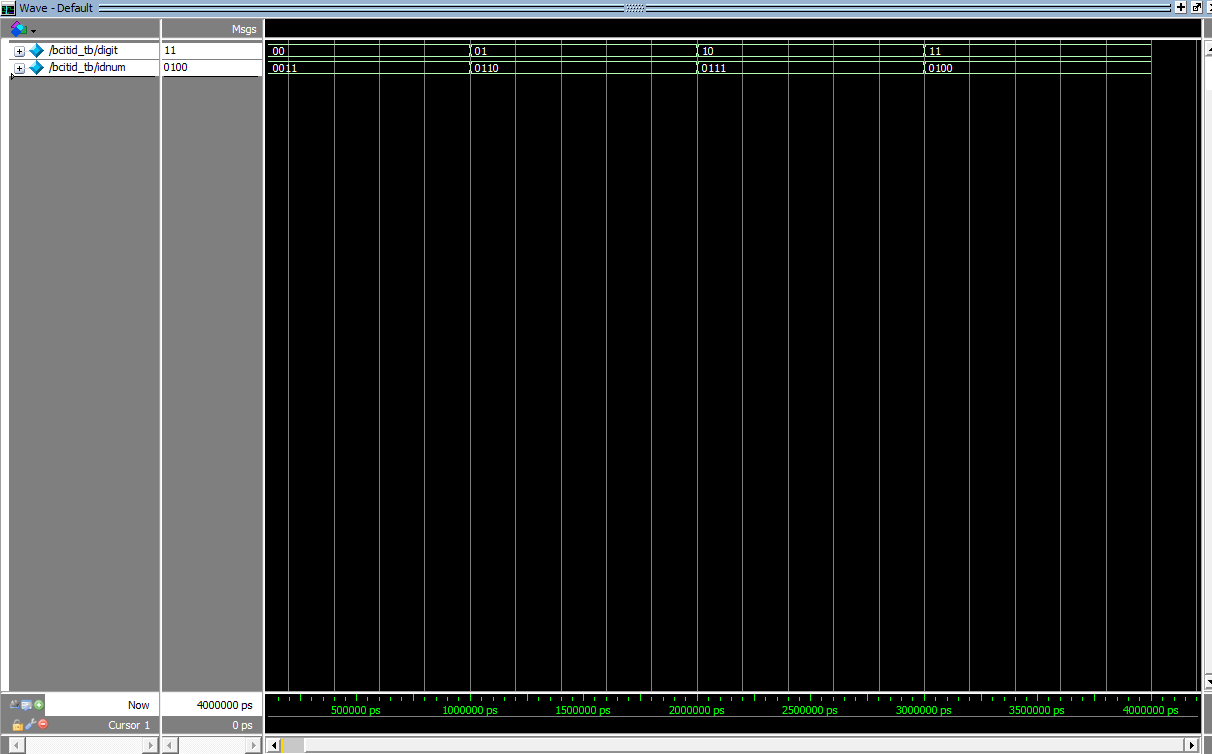 Wave - Default
Msgs
/bcitid_tb/digit 11 00 01 10 11
/bcitid_tb/idnum 0100 0011 0110 0111 0100
Now 4000000 ps
500000 ps 1000000 ps 1500000 ps 2000000 ps 2500000 ps 3000000 ps 3500000 ps 4000000 ps
Cursor 1 0 ps